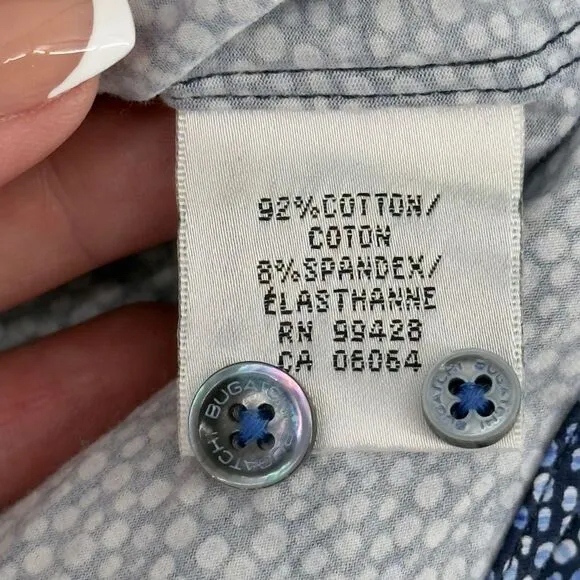 92%COTTON/
COTON
8%SPANDEX/
ÉLASTHANNE
RN 99428
CA 06064
BUGATCHI BUGATCHI
BUGATCHI BUGATCHI